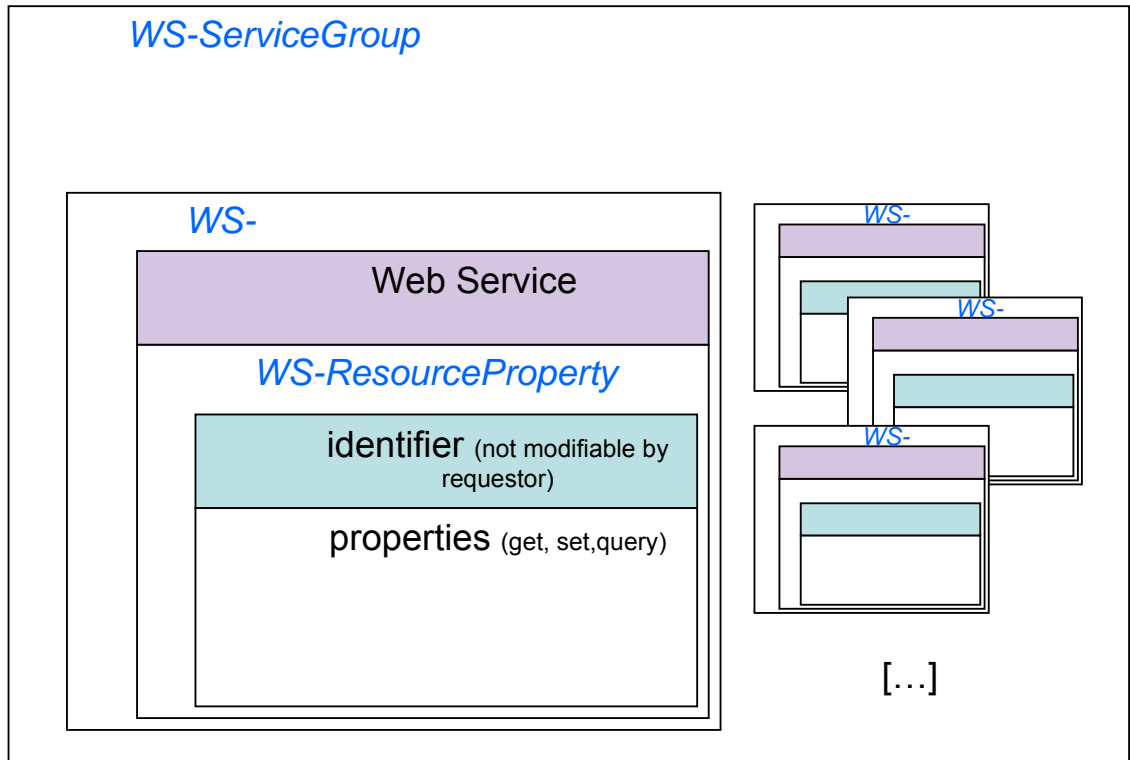 WS-ServiceGroup
WS-
Web Service
WS-ResourceProperty
identifier (not modifiable by
requestor)
properties (get, set,query)
WS-
WS-
WS-
[…]